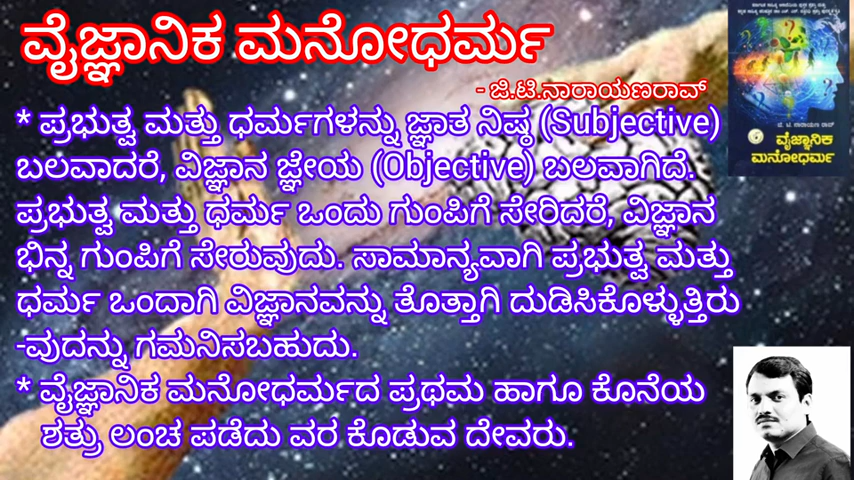 ವೈಜ್ಞಾನಿಕ ಮನೋಧರ್ಮ
- ಜಿ.ಟಿ.ನಾರಾಯಣರಾವ್
* ಪ್ರಭುತ್ವ ಮತ್ತು ಧರ್ಮಗಳನ್ನು ಜ್ಞಾತ ನಿಷ್ಠ (Subjective)
ಬಲವಾದರೆ, ವಿಜ್ಞಾನ ಜ್ಞೇಯ (Objective) ಬಲವಾಗಿದೆ.
ಪ್ರಭುತ್ವ ಮತ್ತು ಧರ್ಮ ಒಂದು ಗುಂಪಿಗೆ ಸೇರಿದರೆ, ವಿಜ್ಞಾನ
ಭಿನ್ನ ಗುಂಪಿಗೆ ಸೇರುವುದು. ಸಾಮಾನ್ಯವಾಗಿ ಪ್ರಭುತ್ವ ಮತ್ತು
ಧರ್ಮ ಒಂದಾಗಿ ವಿಜ್ಞಾನವನ್ನು ತೊತ್ತಾಗಿ ದುಡಿಸಿಕೊಳ್ಳುತ್ತಿರು
-ವುದನ್ನು ಗಮನಿಸಬಹುದು.
* ವೈಜ್ಞಾನಿಕ ಮನೋಧರ್ಮದ ಪ್ರಥಮ ಹಾಗೂ ಕೊನೆಯ
ಶತ್ರು ಲಂಚ ಪಡೆದು ವರ ಕೊಡುವ ದೇವರು.
ಜಿ. ಟಿ. ನಾರಾಯಣ ರಾವ್
ವೈಜ್ಞಾನಿಕ
ಮನೋಧರ್ಮ